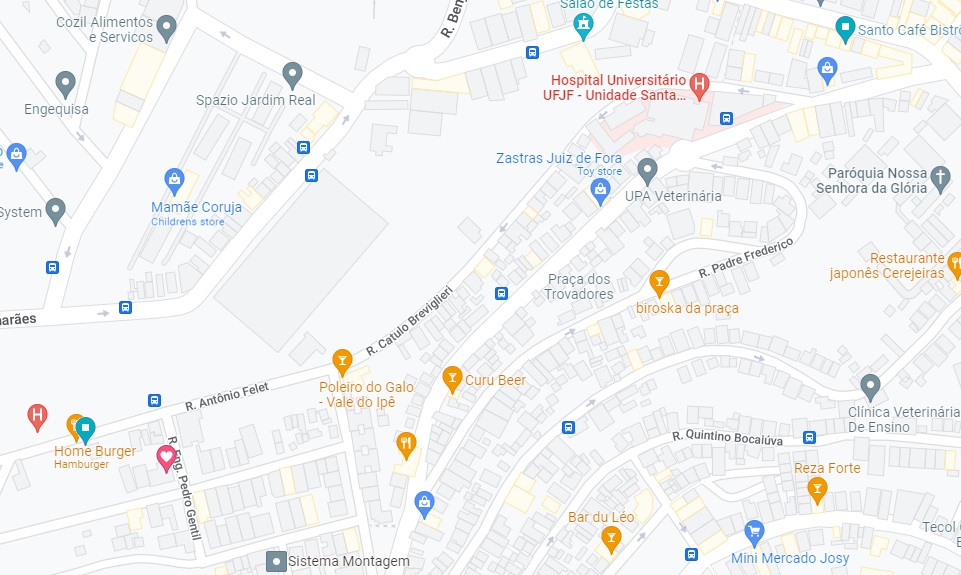 Salão de Festas
R. Ben
Cozil Alimentos
e Servicos
Santo Café Bistrô
Hospital Universitário
UFJF - Unidade Santa...
Spazio Jardim Real
Engequisa
Zastras Juiz de Fora
Toy store
UPA Veterinária
Paróquia Nossa
Senhora da Glória
Mamãe Coruja
Childrens store
System
R. Padre Frederico
Restaurante
japonês Cerejeiras
Praça dos
Trovadores
biroska da praça
arães
R. Catulo Breviglieri
Poleiro do Galo
- Vale do Ipê
Curu Beer
R. Antônio Felet
Clínica Veterinária
De Ensino
Home Burger
Hamburger
R. Eng. Pedro Gentil
R. Quintino Bocaiúva
Reza Forte
Bar du Léo
Tecol
Mini Mercado Josy
Sistema Montagem